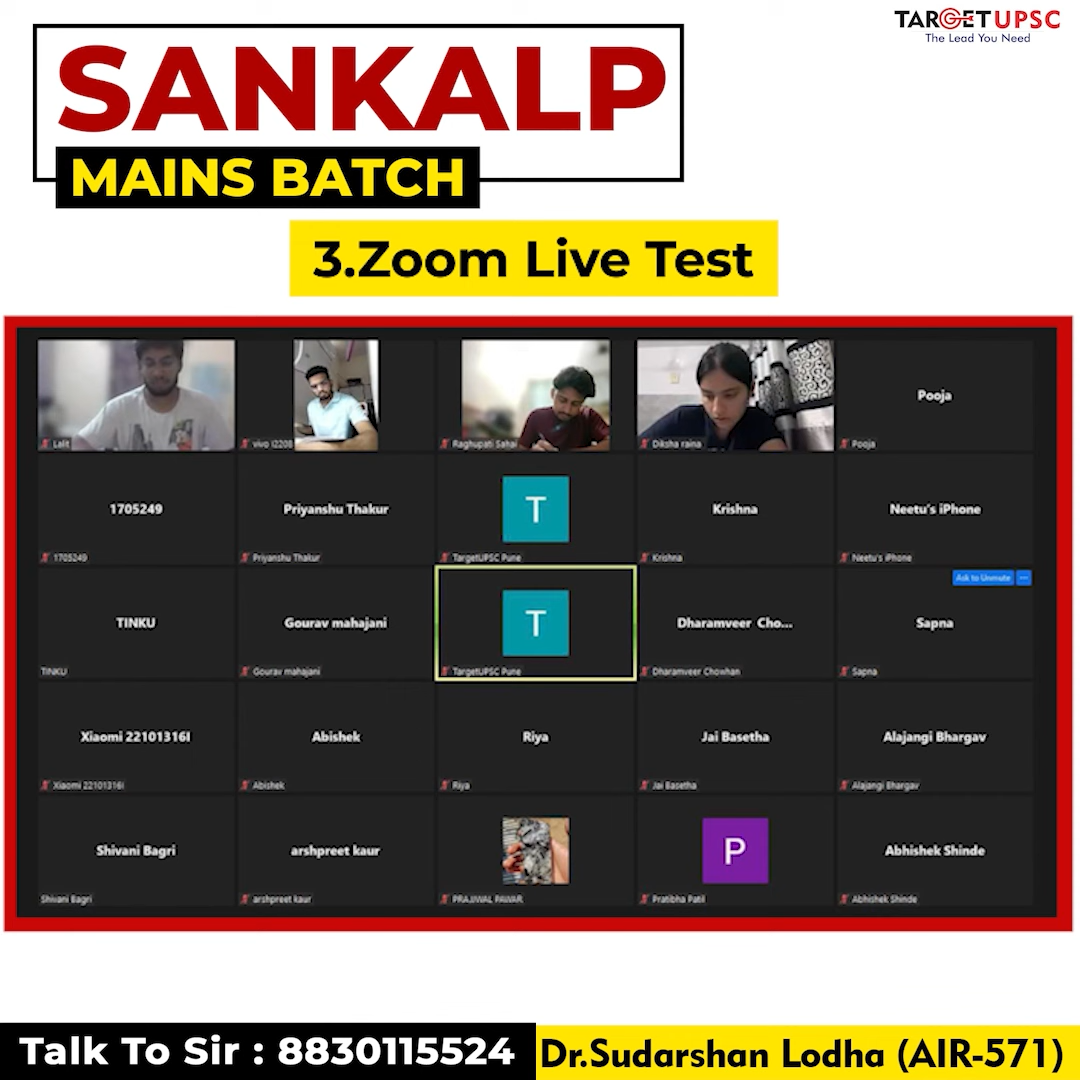 TARGET UPSC
The Lead You Need
SANKALP
MAINS BATCH
3.Zoom Live Test
Lalit
vivo I2208
Raghupati Sahai
Diksha raina
Pooja
Pooja
1705249
1705249
Priyanshu Thakur
Priyanshu Thakur
T
TargetUPSC Pune
Krishna
Krishna
Neetu's iPhone
Neetu's iPhone
TINKU
TINKU
Gourav mahajani
Gourav mahajani
T
TargetUPSC Pune
Dharamveer Cho...
Dharamveer Chowhan
Ask to Unmute ...
Sapna
Sapna
Xiaomi 22101316I
Xiaomi 22101316I
Abishek
Abishek
Riya
Riya
Jai Basetha
Jai Basetha
Alajangi Bhargav
Alajangi Bhargav
Shivani Bagri
Shivani Bagri
arshpreet kaur
arshpreet kaur
PRAJWAL PAWAR
P
Pratibha Patil
Abhishek Shinde
Abhishek Shinde
Talk To Sir : 8830115524
Dr.Sudarshan Lodha (AIR-571)